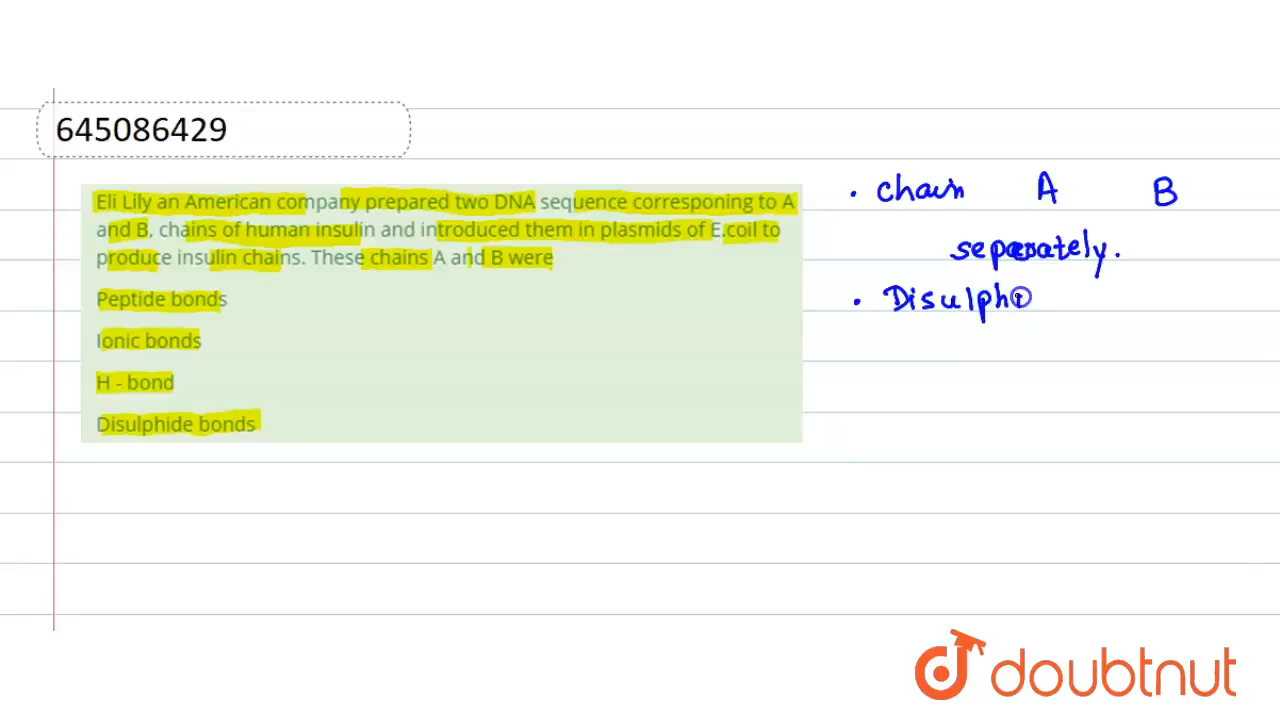 645086429
Eli Lily an American company prepared two DNA sequence corresponing to A
and B, chains of human insulin and introduced them in plasmids of E.coil to
produce insulin chains. These chains A and B were
Peptide bonds
Ionic bonds
H - bond
Disulphide bonds
. chain A B
separately.
. Disulphi
doubtnut